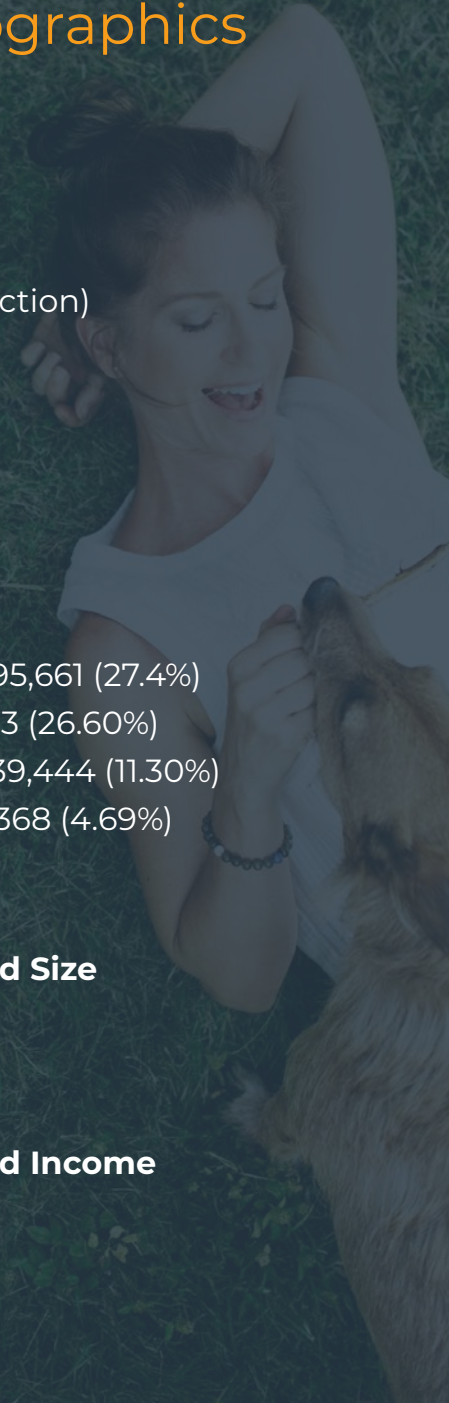 ographics
ction)
95,661 (27.4%)
3 (26.60%)
39,444 (11.30%)
368 (4.69%)
d Size
d Income